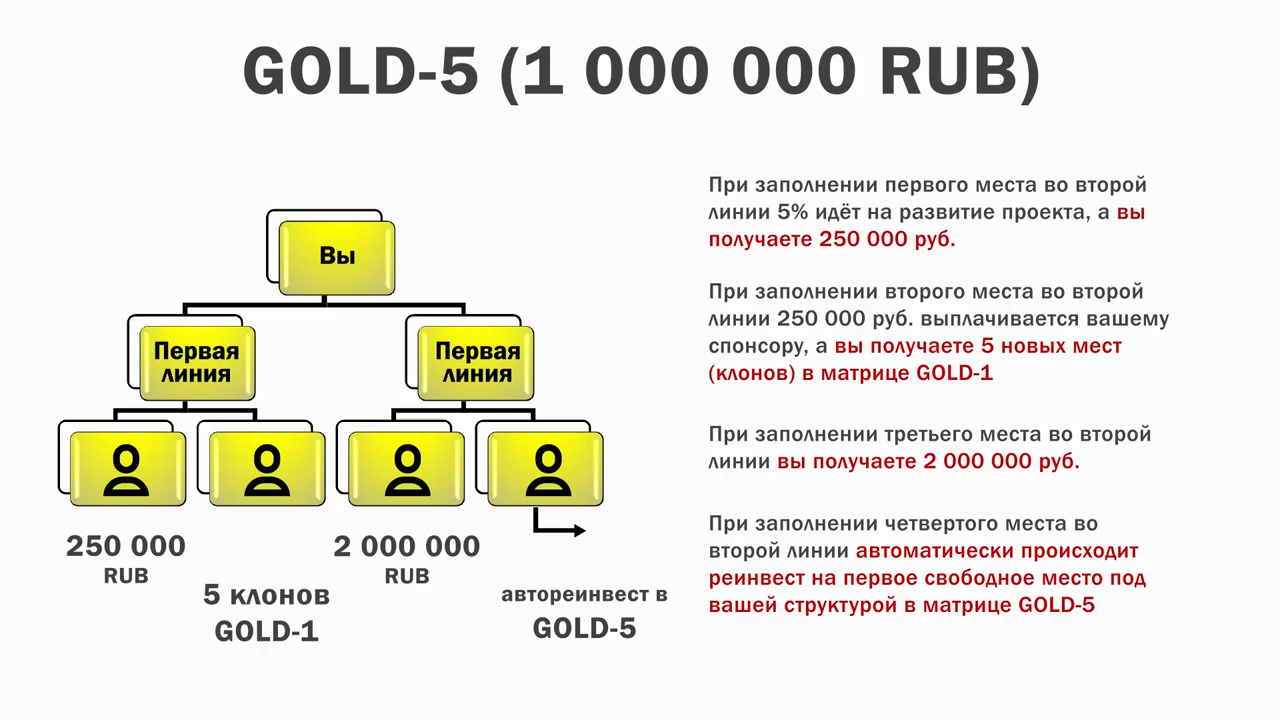 GOLD-5 (1 000 000 RUB)
Вы
Первая
линия
Первая
линия
250 000
RUB
5 клонов
GOLD-1
2 000 000
RUB
автореинвест в
GOLD-5
При заполнении первого места во второй
линии 5% идёт на развитие проекта, а вы
получаете 250 000 руб.
При заполнении второго места во второй
линии 250 000 руб. выплачивается вашему
спонсору, а вы получаете 5 новых мест
(клонов) в матрице GOLD-1
При заполнении третьего места во второй
линии вы получаете 2 000 000 руб.
При заполнении четвертого места во
второй линии автоматически происходит
реинвест на первое свободное место под
вашей структурой в матрице GOLD-5